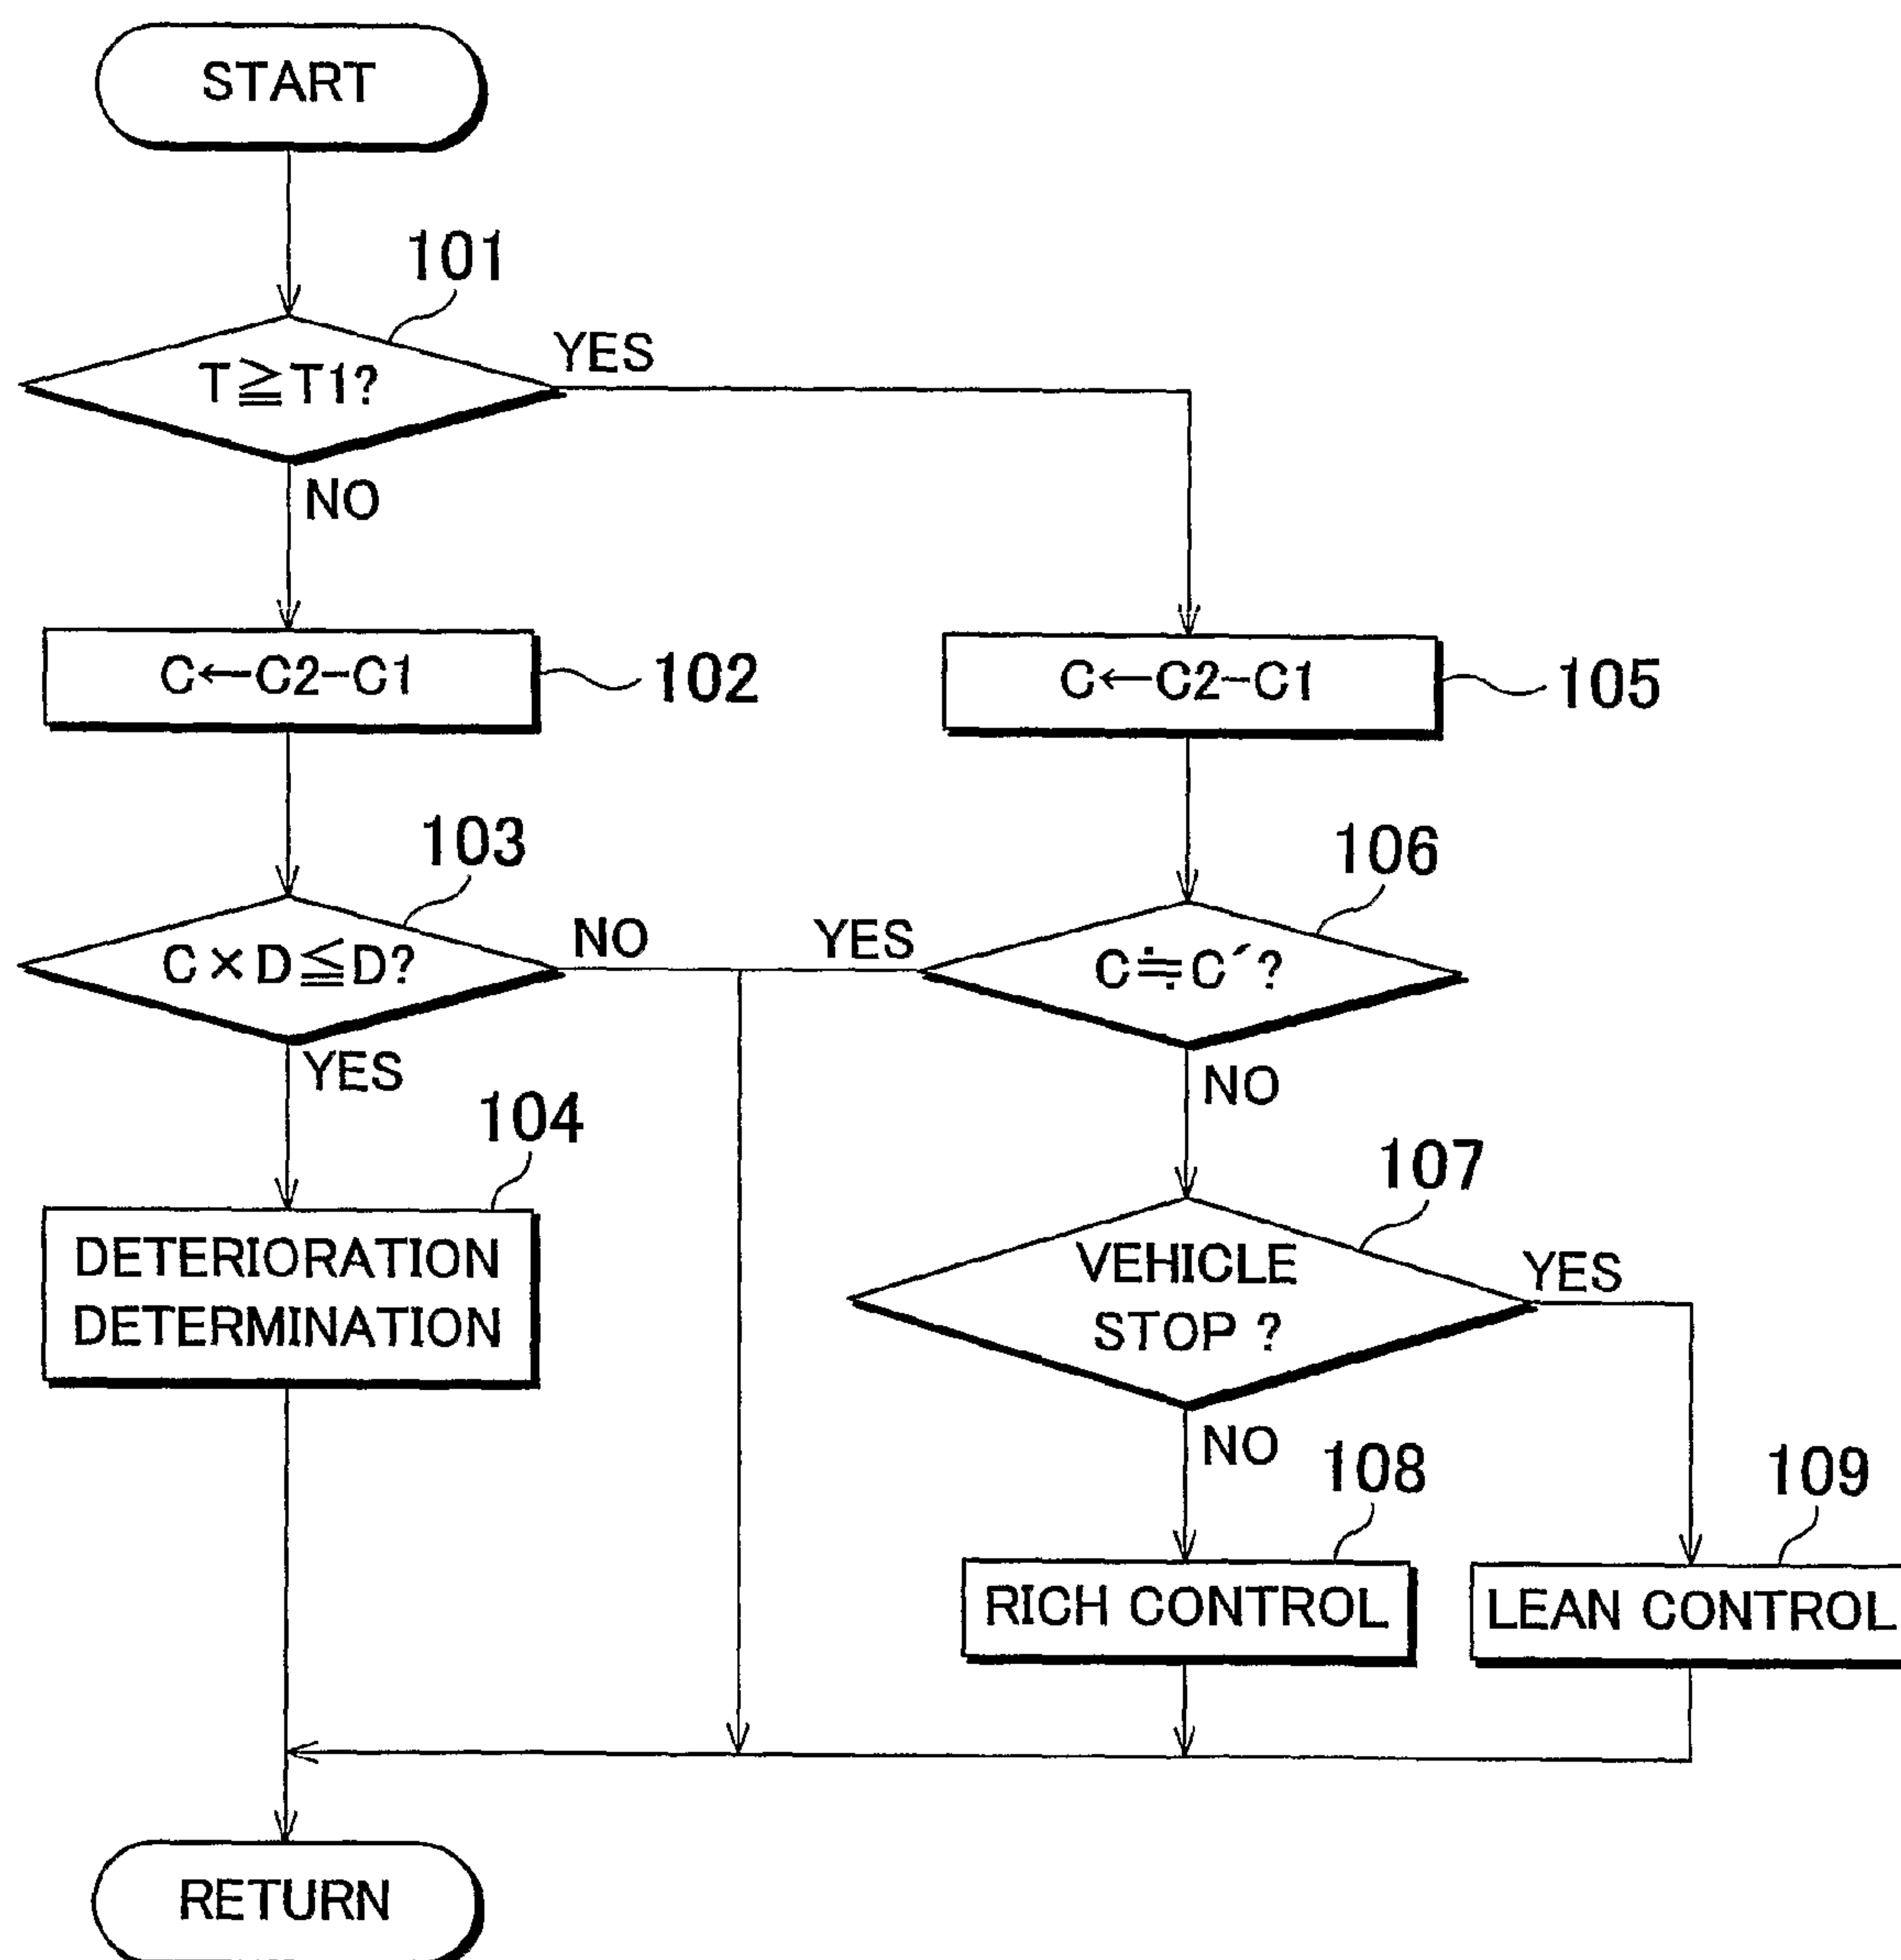 START
101
T≧T1?
YES
NO
C←C2-C1
102
C←C2-C1
105
103
106
C×D≦D?
NO
YES
C≒C´?
YES
NO
104
107
DETERIORATION
DETERMINATION
VEHICLE
STOP ?
YES
NO
108
109
RICH CONTROL
LEAN CONTROL
RETURN